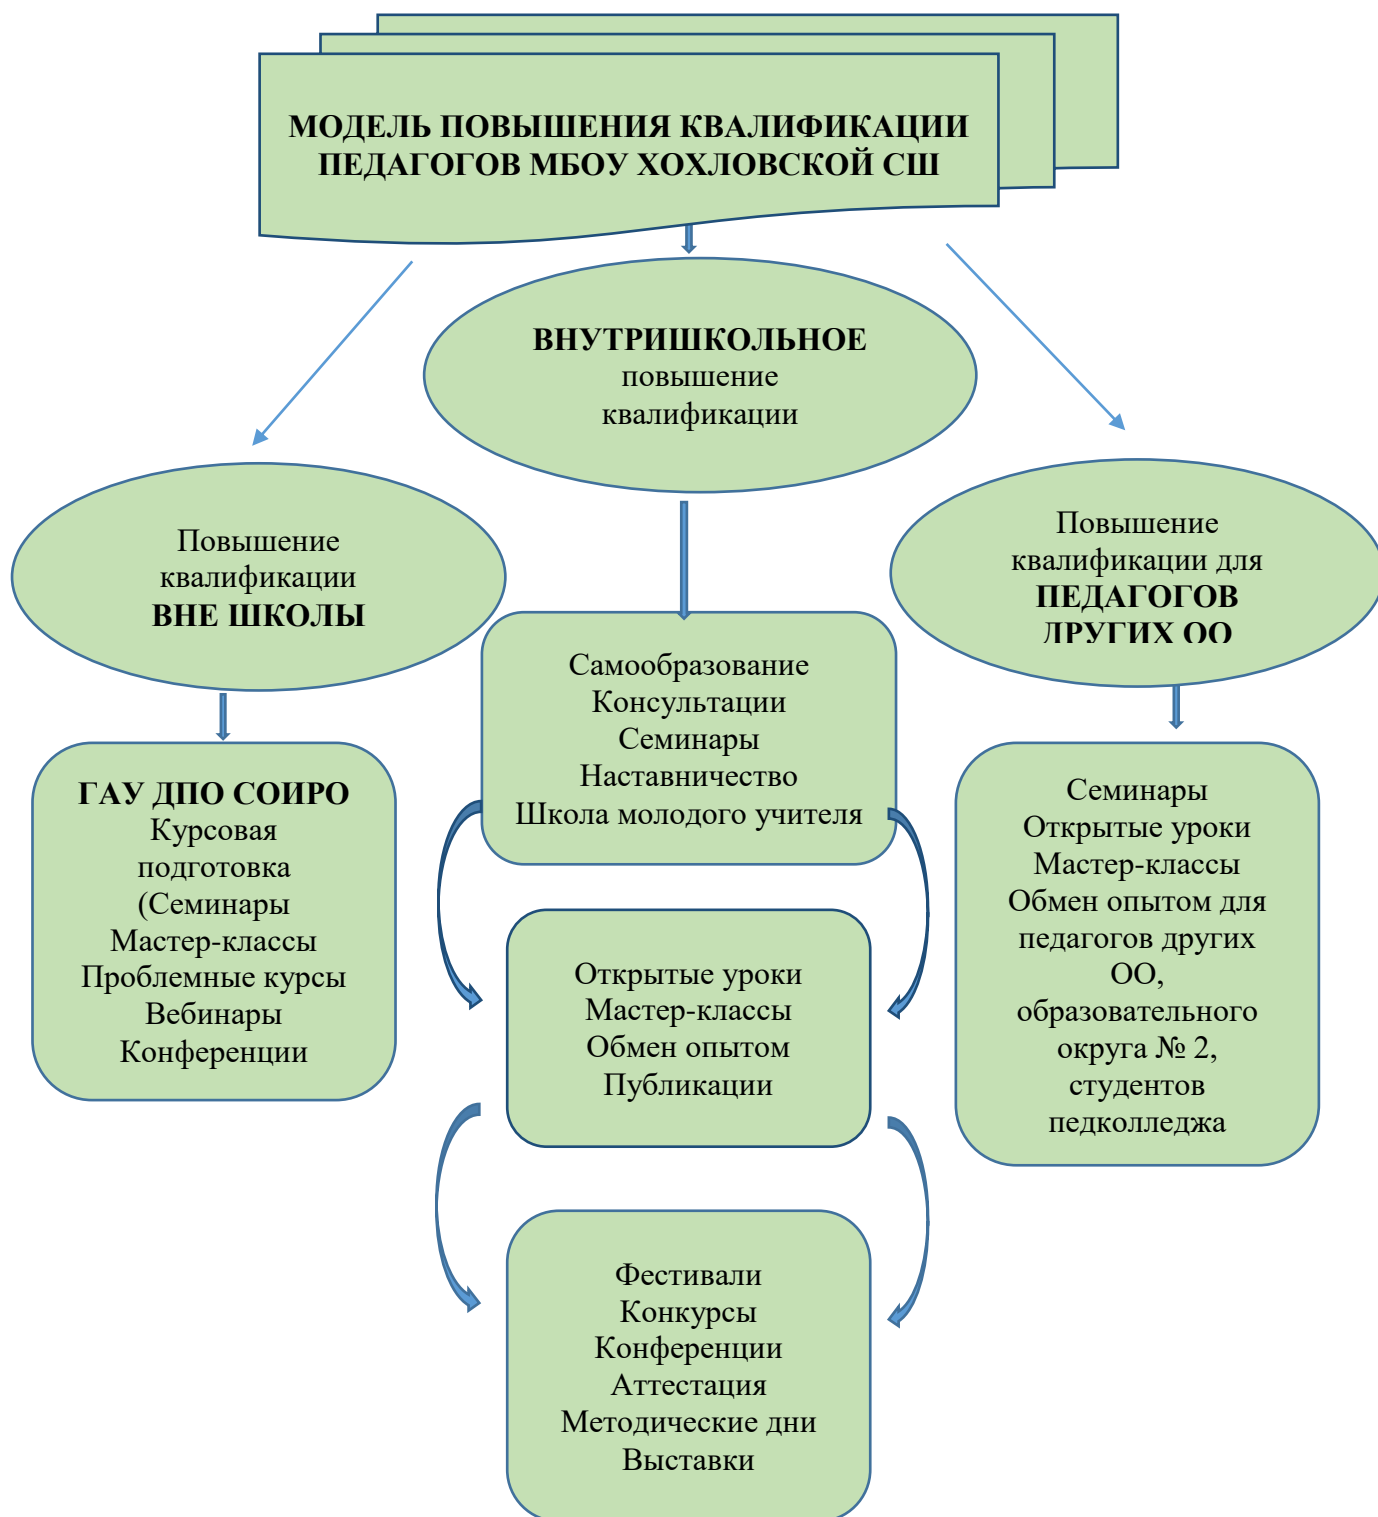 МОДЕЛЬ ПОВЫШЕНИЯ КВАЛИФИКАЦИИ
ПЕДАГОГОВ МБОУ ХОХЛОВСКОЙ СШ
ВНУТРИШКОЛЬНОЕ
повышение
квалификации
Повышение
квалификации
ВНЕ ШКОЛЫ
Повышение
квалификации для
ПЕДАГОГОВ
ДРУГИХ ОО
Самообразование
Консультации
Семинары
Наставничество
Школа молодого учителя
ГАУ ДПО СОИРО
Курсовая
подготовка
(Семинары
Мастер-классы
Проблемные курсы
Вебинары
Конференции
Семинары
Открытые уроки
Мастер-классы
Обмен опытом для
педагогов других
ОО,
образовательного
округа № 2,
студентов
педколледжа
Открытые уроки
Мастер-классы
Обмен опытом
Публикации
Фестивали
Конкурсы
Конференции
Аттестация
Методические дни
Выставки